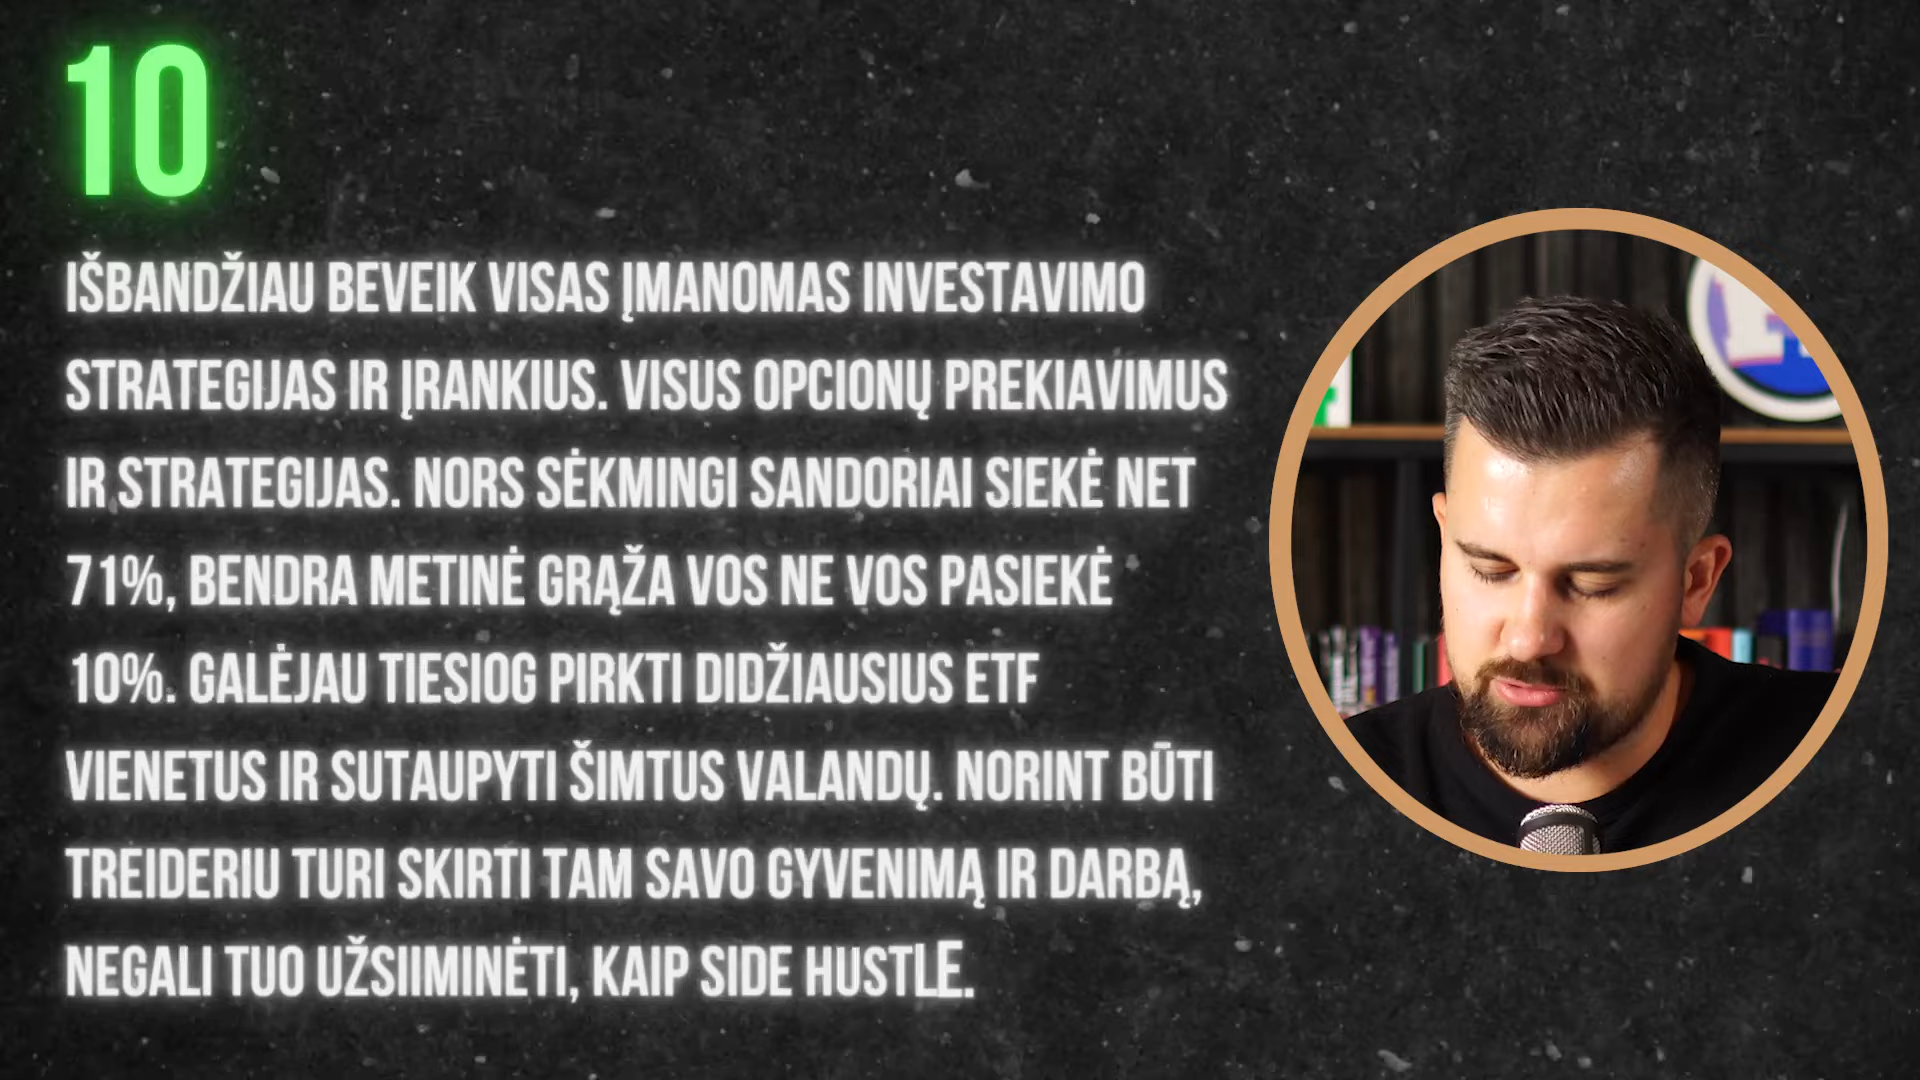 10
IŠBANDŽIAU BEVEIK VISAS ĮMANOMAS INVESTAVIMO
STRATEGIJAS IR ĮRANKIUS. VISUS OPCIONŲ PREKIAVIMUS
IR STRATEGIJAS. NORS SĖKMINGI SANDORIAI SIEKĖ NET
71%, BENDRA METINĖ GRĄŽA VOS NE VOS PASIEKĖ
10%. GALĖJAU TIESIOG PIRKTI DIDŽIAUSIUS ETF
VIENETUS IR SUTAUPYTI ŠIMTUS VALANDŲ. NORINT BŪTI
TREIDERIU TURI SKIRTI TAM SAVO GYVENIMĄ IR DARBĄ,
NEGALI TUO UŽSIIMINĖTI, KAIP SIDE HUSTLE.